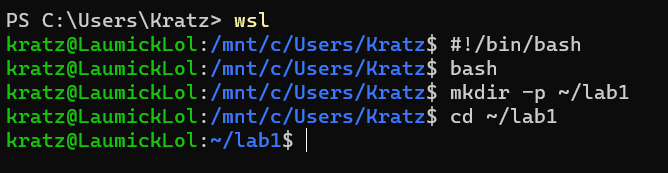 PS C:\Users\Kratz> wsl
kratz@LaumickLol:/mnt/c/Users/Kratz$ #!/bin/bash
kratz@LaumickLol:/mnt/c/Users/Kratz$ bash
kratz@LaumickLol:/mnt/c/Users/Kratz$ mkdir -p ~/lab1
kratz@LaumickLol:/mnt/c/Users/Kratz$ cd ~/lab1
kratz@LaumickLol:~/lab1$